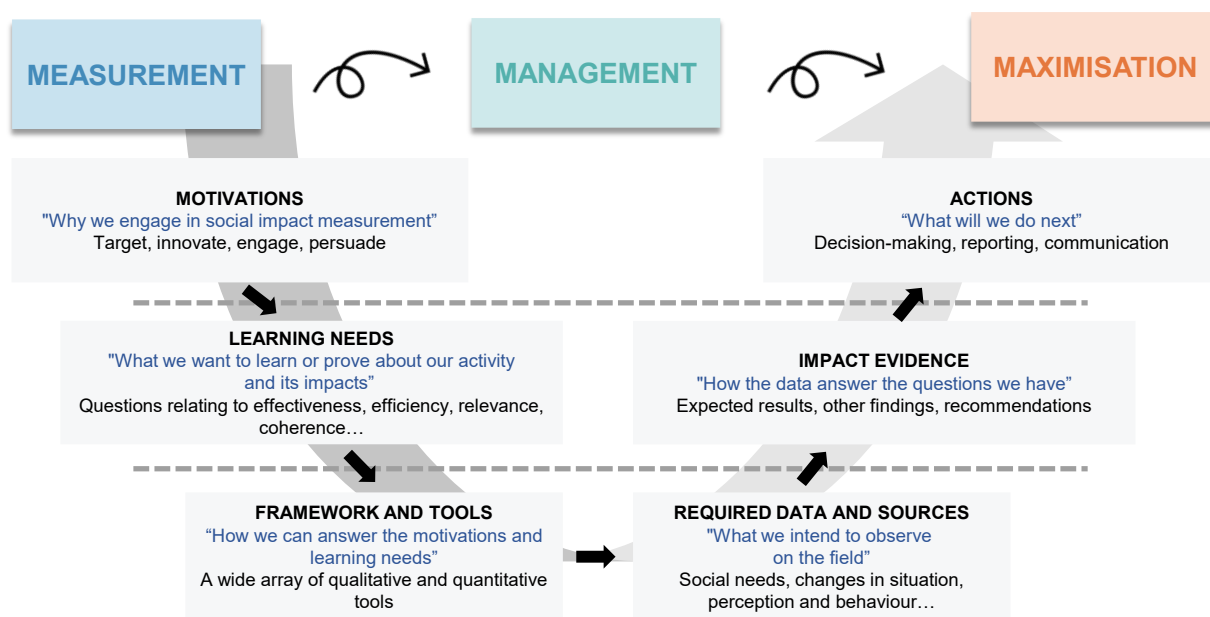 MEASUREMENT
MANAGEMENT
MAXIMISATION
MOTIVATIONS
"Why we engage in social impact measurement”
Target, innovate, engage, persuade
ACTIONS
“What will we do next”
Decision-making, reporting, communication
LEARNING NEEDS
"What we want to learn or prove about our activity
and its impacts”
Questions relating to effectiveness, efficiency, relevance,
coherence…
IMPACT EVIDENCE
"How the data answer the questions we have”
Expected results, other findings, recommendations
FRAMEWORK AND TOOLS
“How we can answer the motivations and
learning needs”
A wide array of qualitative and quantitative
tools
REQUIRED DATA AND SOURCES
"What we intend to observe
on the field”
Social needs, changes in situation,
perception and behaviour…